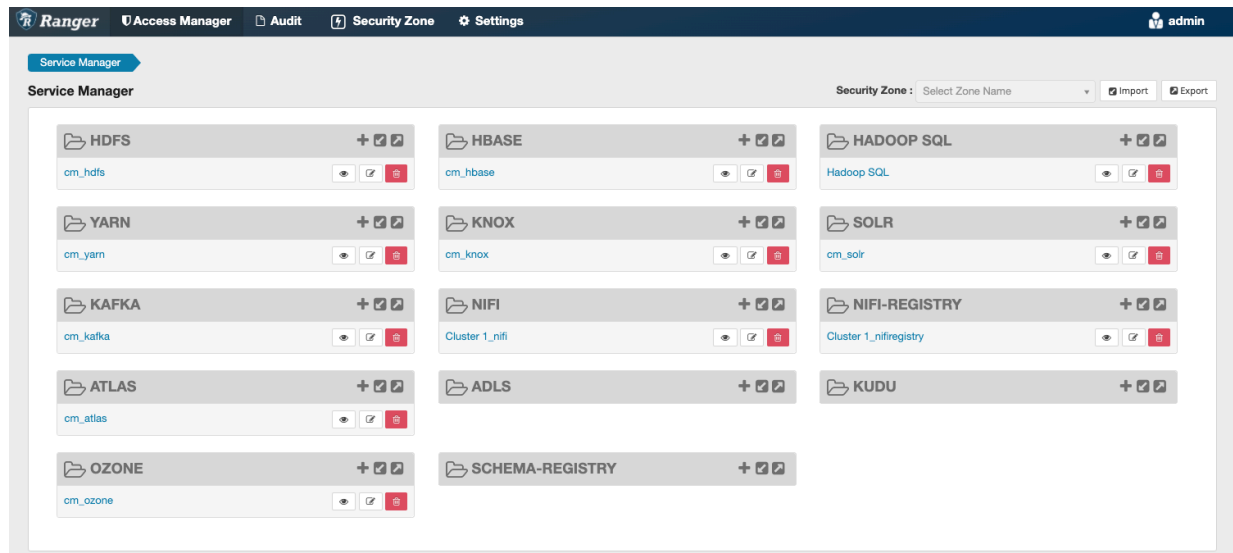 Ranger Access Manager Audit Security Zone Settings admin
Service Manager
Service Manager Security Zone : Select Zone Name Import Export
HDFS HBASE HADOOP SQL
cm_hdfs cm_hbase Hadoop SQL
YARN KNOX SOLR
cm_yarn cm_knox cm_solr
KAFKA NIFI NIFI-REGISTRY
cm_kafka Cluster 1_nifi Cluster 1_nifiregistry
ATLAS ADLS KUDU
cm_atlas
OZONE SCHEMA-REGISTRY
cm_ozone